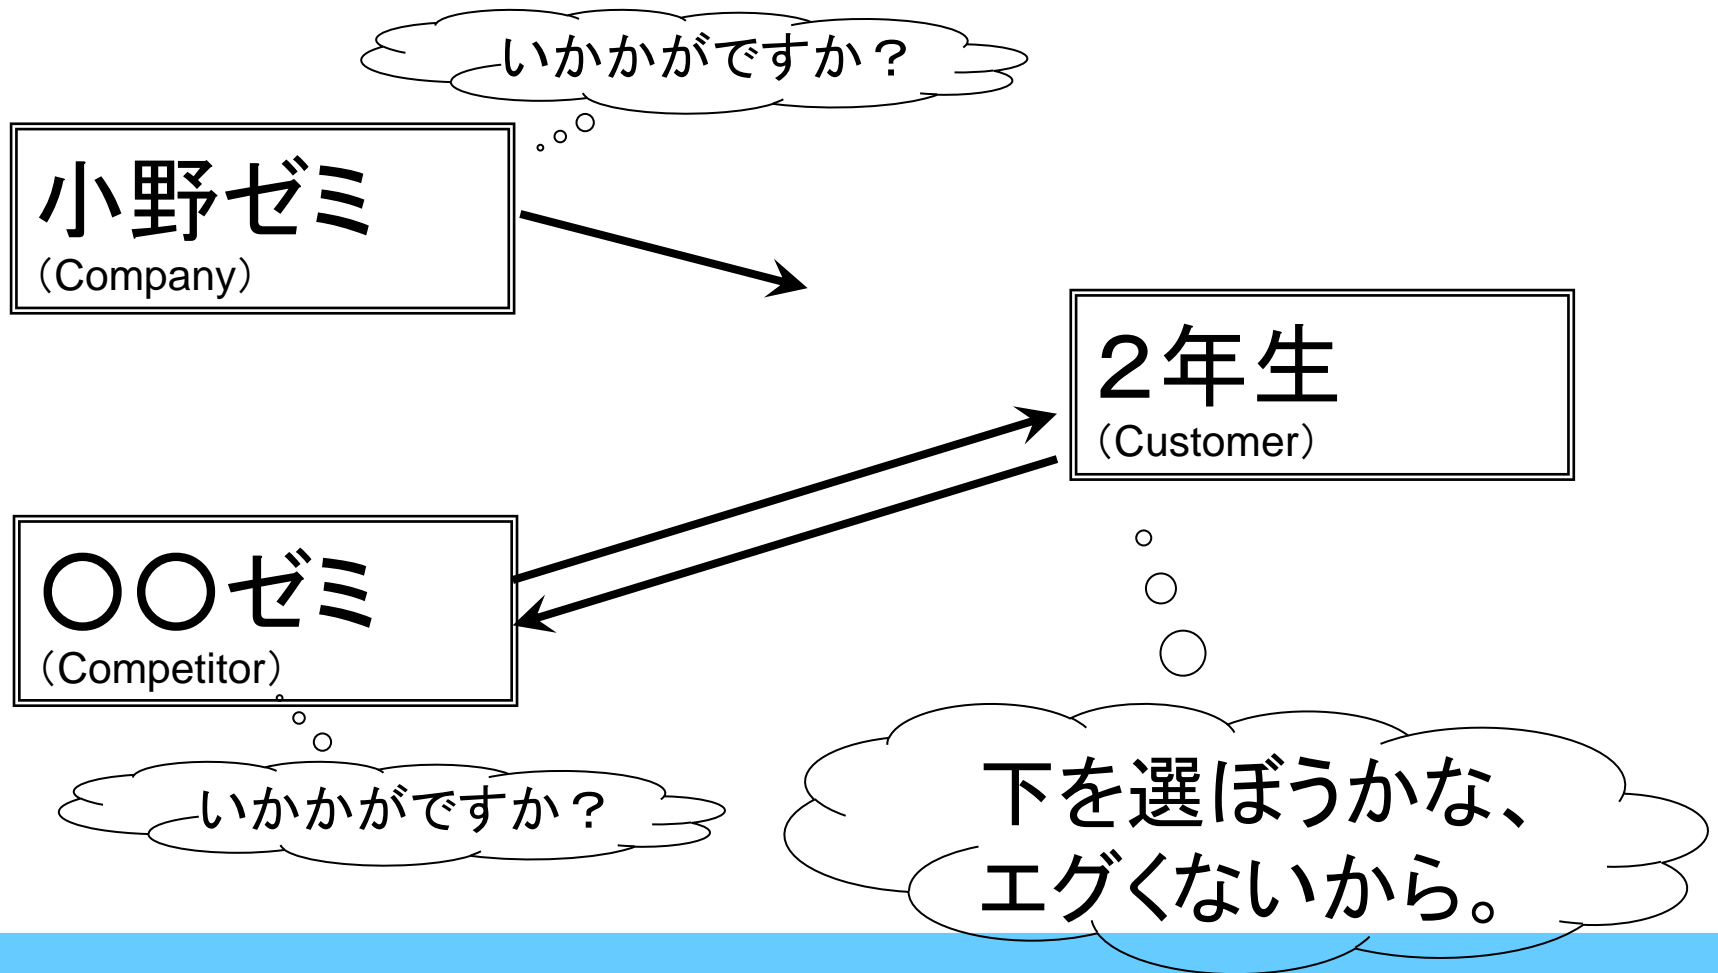 いかかがですか？
小野ゼミ
（Company）
２年生
（Customer）
〇〇ゼミ
（Competitor）
いかかがですか？
下を選ぼうかな、
エグくないから。